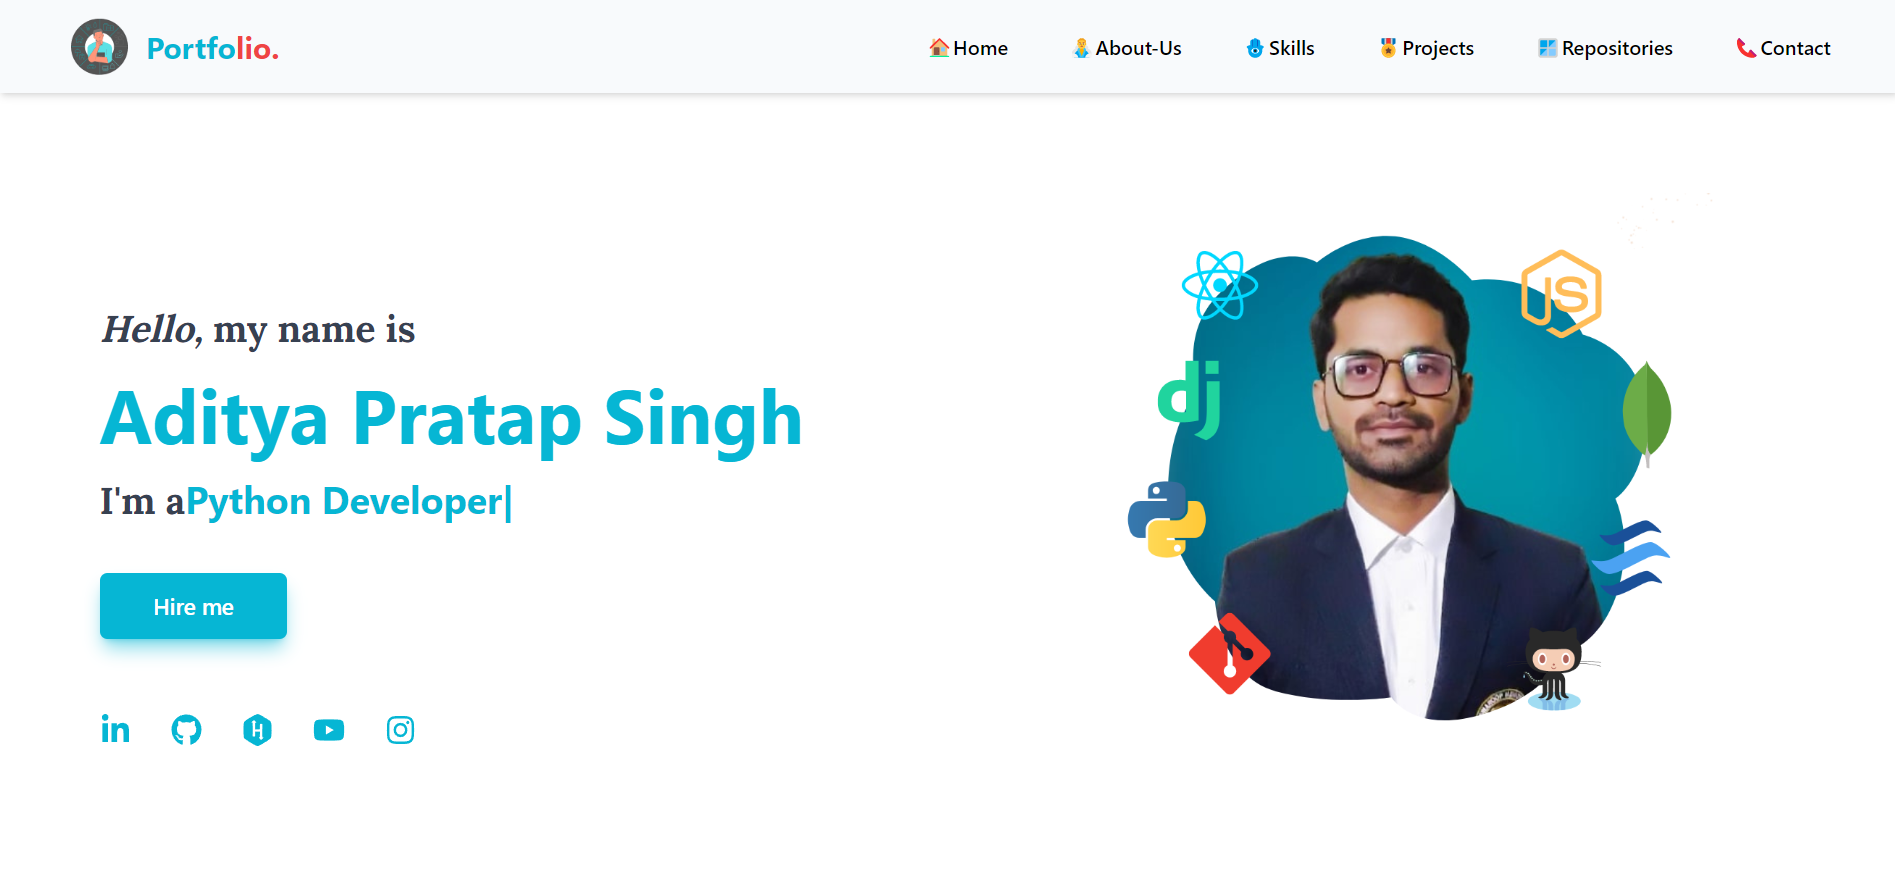 Portfolio.
Home
About-Us
Skills
Projects
Repositories
Contact
Hello, my name is
Aditya Pratap Singh
I'm aPython Developer|
Hire me
in
H
JS
dj